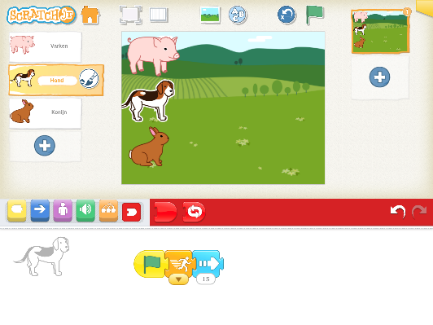 SCRATCHJr
Varken
Hond
Konijn
13